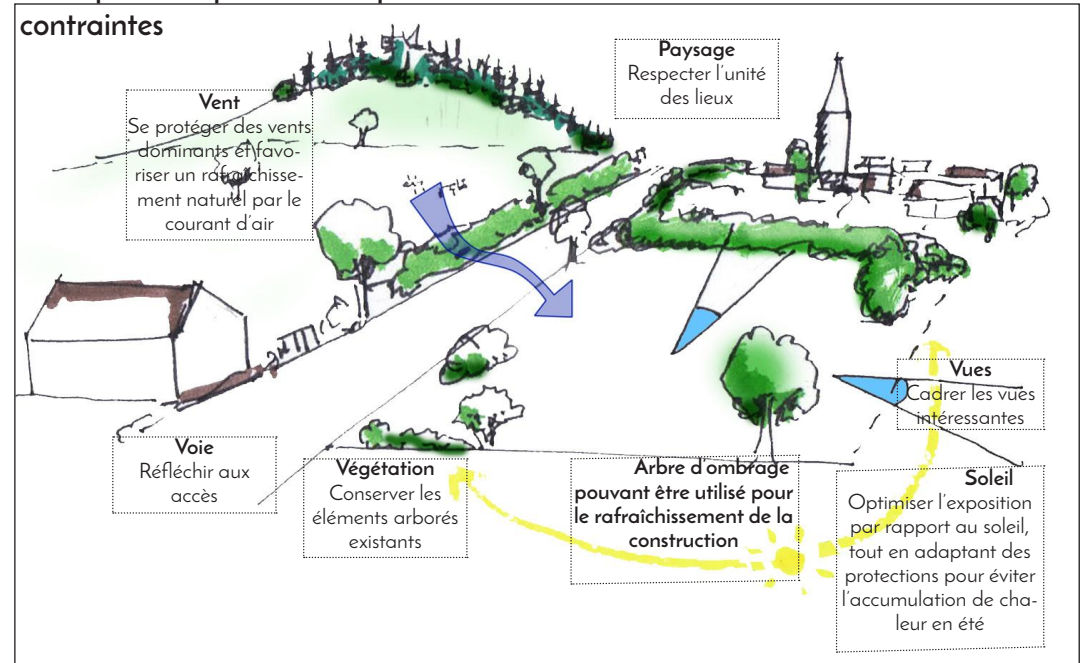 contraintes
Paysage
Respecter l'unité
des lieux
Vent
Se protéger des vents
dominants et favo-
riser un rafraîchisse-
ment naturel par le
courant d'air
Vues
Cadrer les vues
intéressantes
Voie
Réfléchir aux
accès
Végétation
Conserver les
éléments arborés
existants
Arbre d'ombrage
pouvant être utilisé pour
le rafraîchissement de la
construction
Soleil
Optimiser l'exposition
par rapport au soleil,
tout en adaptant des
protections pour éviter
l'accumulation de cha-
leur en été